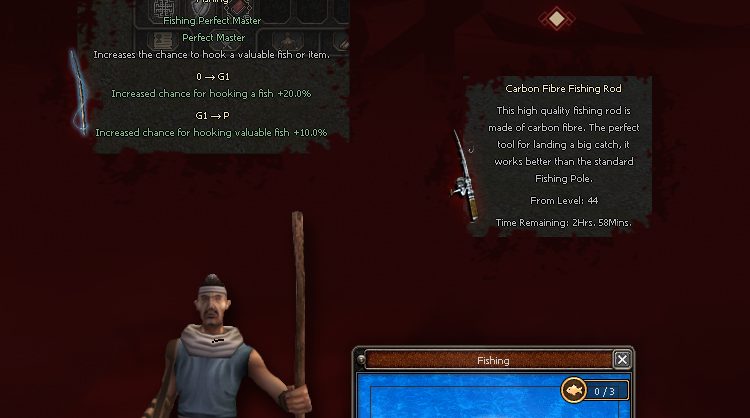 Fishing
Fishing Perfect Master
Perfect Master
Increases the chance to hook a valuable fish or item.
0 → G1
Increased chance for hooking a fish +20.0%
G1 → P
Increased chance for hooking valuable fish +10.0%
Carbon Fibre Fishing Rod
This high quality fishing rod is
made of carbon fibre. The perfect
tool for landing a big catch, it
works better than the standard
Fishing Pole.
From Level: 44
Time Remaining: 2Hrs. 58Mins.
Fishing
0 / 3